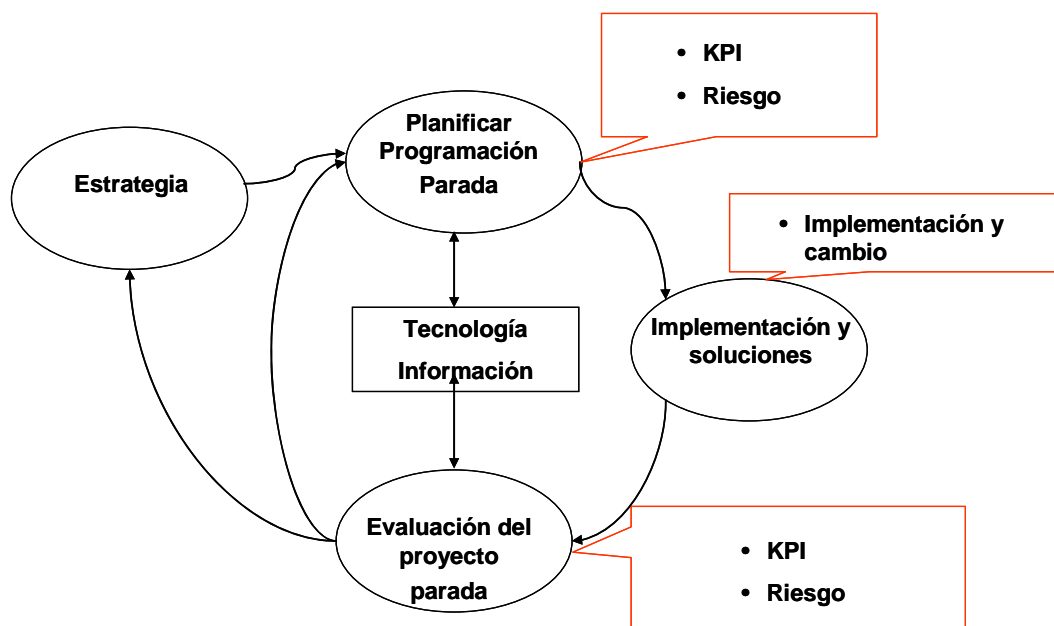 • KPI
• Riesgo
Planificar
Programación
Parada
Estrategia
• Implementación y
cambio
Tecnología
Información
Implementación y
soluciones
Evaluación del
proyecto
parada
• KPI
• Riesgo